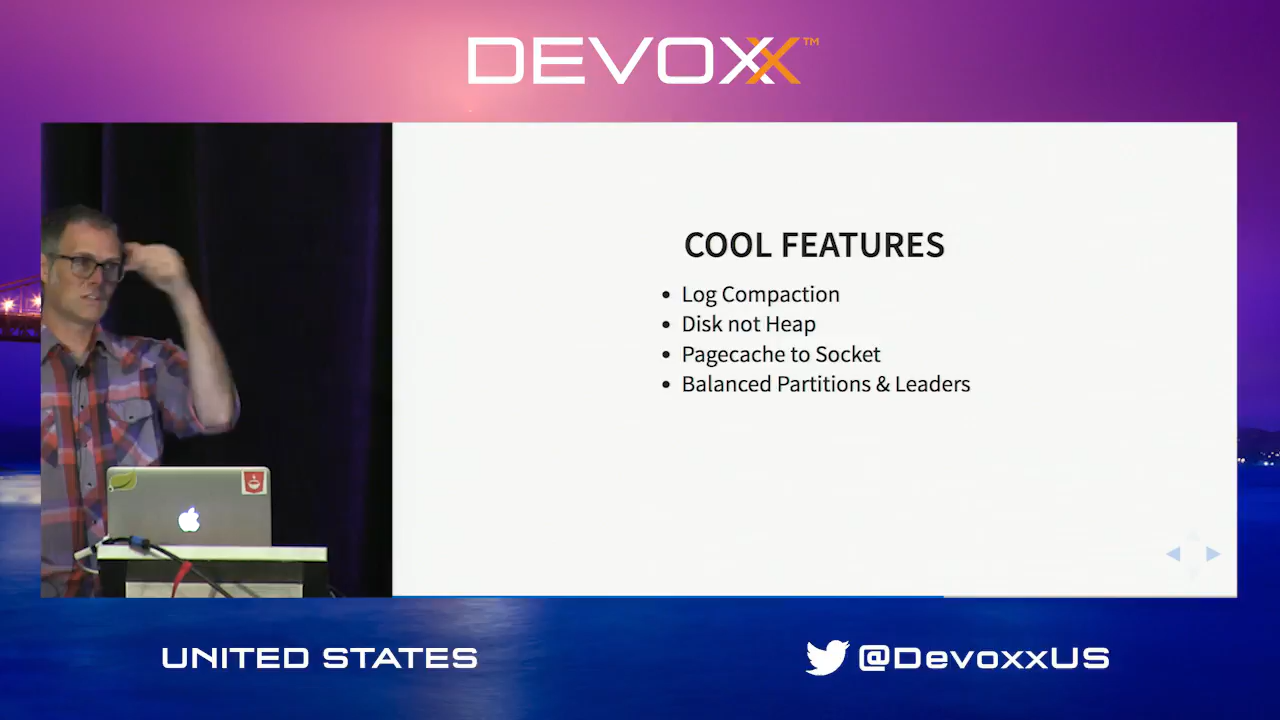 DEVOXX™
COOL FEATURES
• Log Compaction
• Disk not Heap
• Pagecache to Socket
• Balanced Partitions & Leaders
UNITED STATES
@DevoxxUS